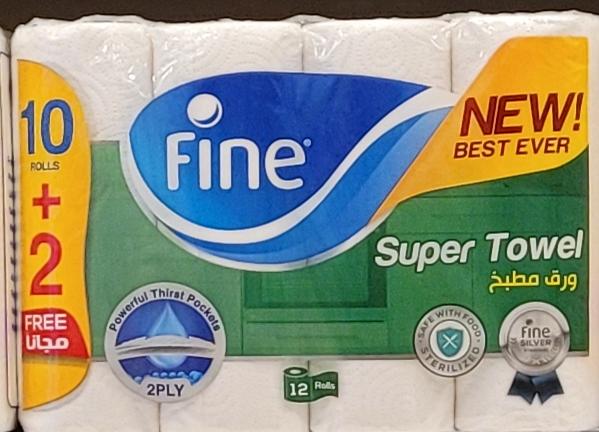 10
ROLLS
+
2
FREE
مجانا
Fine
NEW!
BEST EVER
Super Towel
ورق مطبخ
Powerful Thirst Pockets
2PLY
12 Rolls
SAFE WITH FOOD
STERILIZED
Fine
SILVER